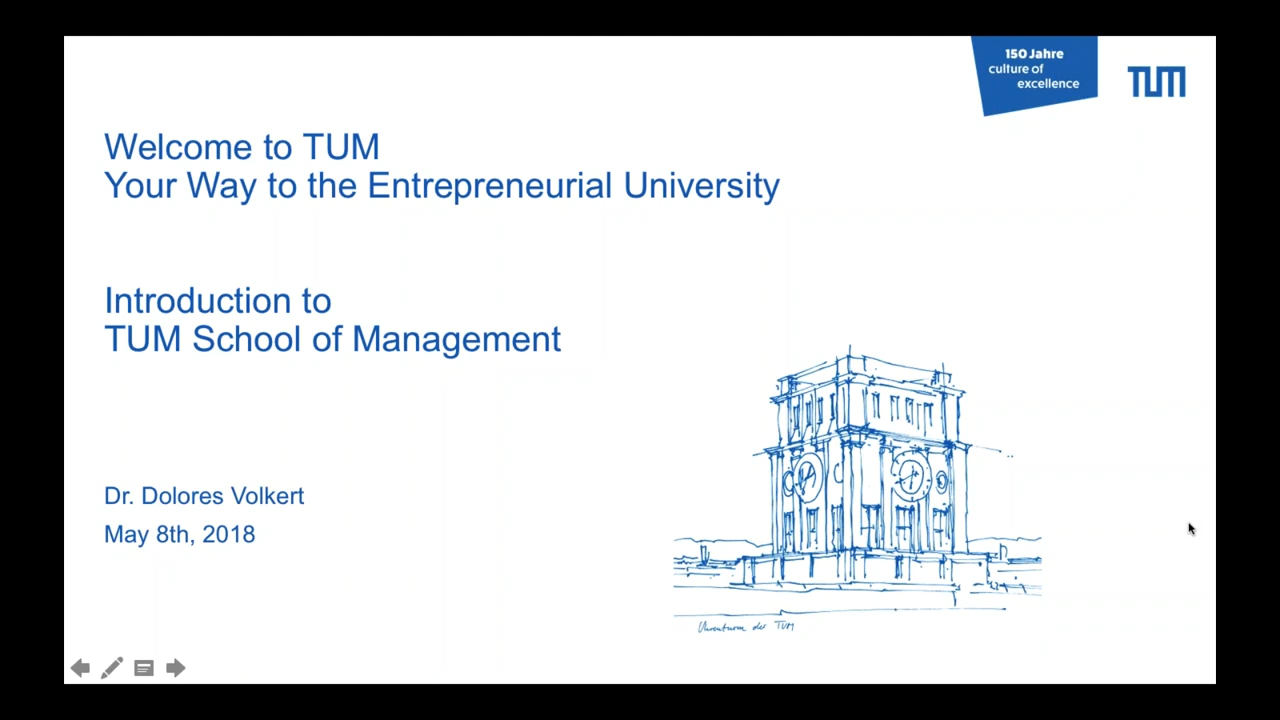 150 Jahre
culture of
excellence
TUM
Welcome to TUM
Your Way to the Entrepreneurial University
Introduction to
TUM School of Management
Dr. Dolores Volkert
May 8th, 2018
Uhrenturm der TUM